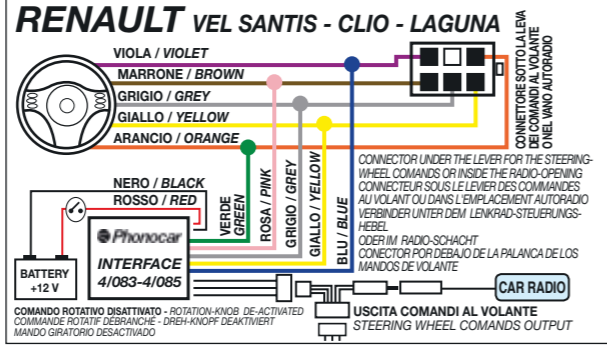 RENAULT VEL SANTIS - CLIO - LAGUNA
VIOLA / VIOLET
MARRONE / BROWN
GRIGIO / GREY
GIALLO / YELLOW
ARANCIO / ORANGE
CONNETTORE SOTTO LA LEVA
DEI COMANDI AL VOLANTE
O NEL VANO AUTORADIO
CONNECTOR UNDER THE LEVER FOR THE STEERING-
WHEEL COMANDS OR INSIDE THE RADIO-OPENING
CONNECTEUR SOUS LE LEVIER DES COMMANDES
AU VOLANT OU DANS L'EMPLACEMENT AUTORADIO
VERBINDER UNTER DEM LENKRAD-STEUERUNGS-
HEBEL
ODER IM RADIO-SCHACHT
CONECTOR POR DEBAJO DE LA PALANCA DE LOS
MANDOS DE VOLANTE
NERO / BLACK
ROSSO / RED
VERDE
GREEN
ROSA / PINK
GRIGIO / GREY
GIALLO / YELLOW
BLU / BLUE
Phonocar
INTERFACE
4/083-4/085
BATTERY
+12 V
CAR RADIO
COMANDO ROTATIVO DISATTIVATO - ROTATION-KNOB DE-ACTIVATED
COMMANDE ROTATIF DÉBRANCHÉ - DREH-KNOPF DEAKTIVIERT
MANDO GIRATORIO DESACTIVADO
USCITA COMANDI AL VOLANTE
STEERING WHEEL COMANDS OUTPUT